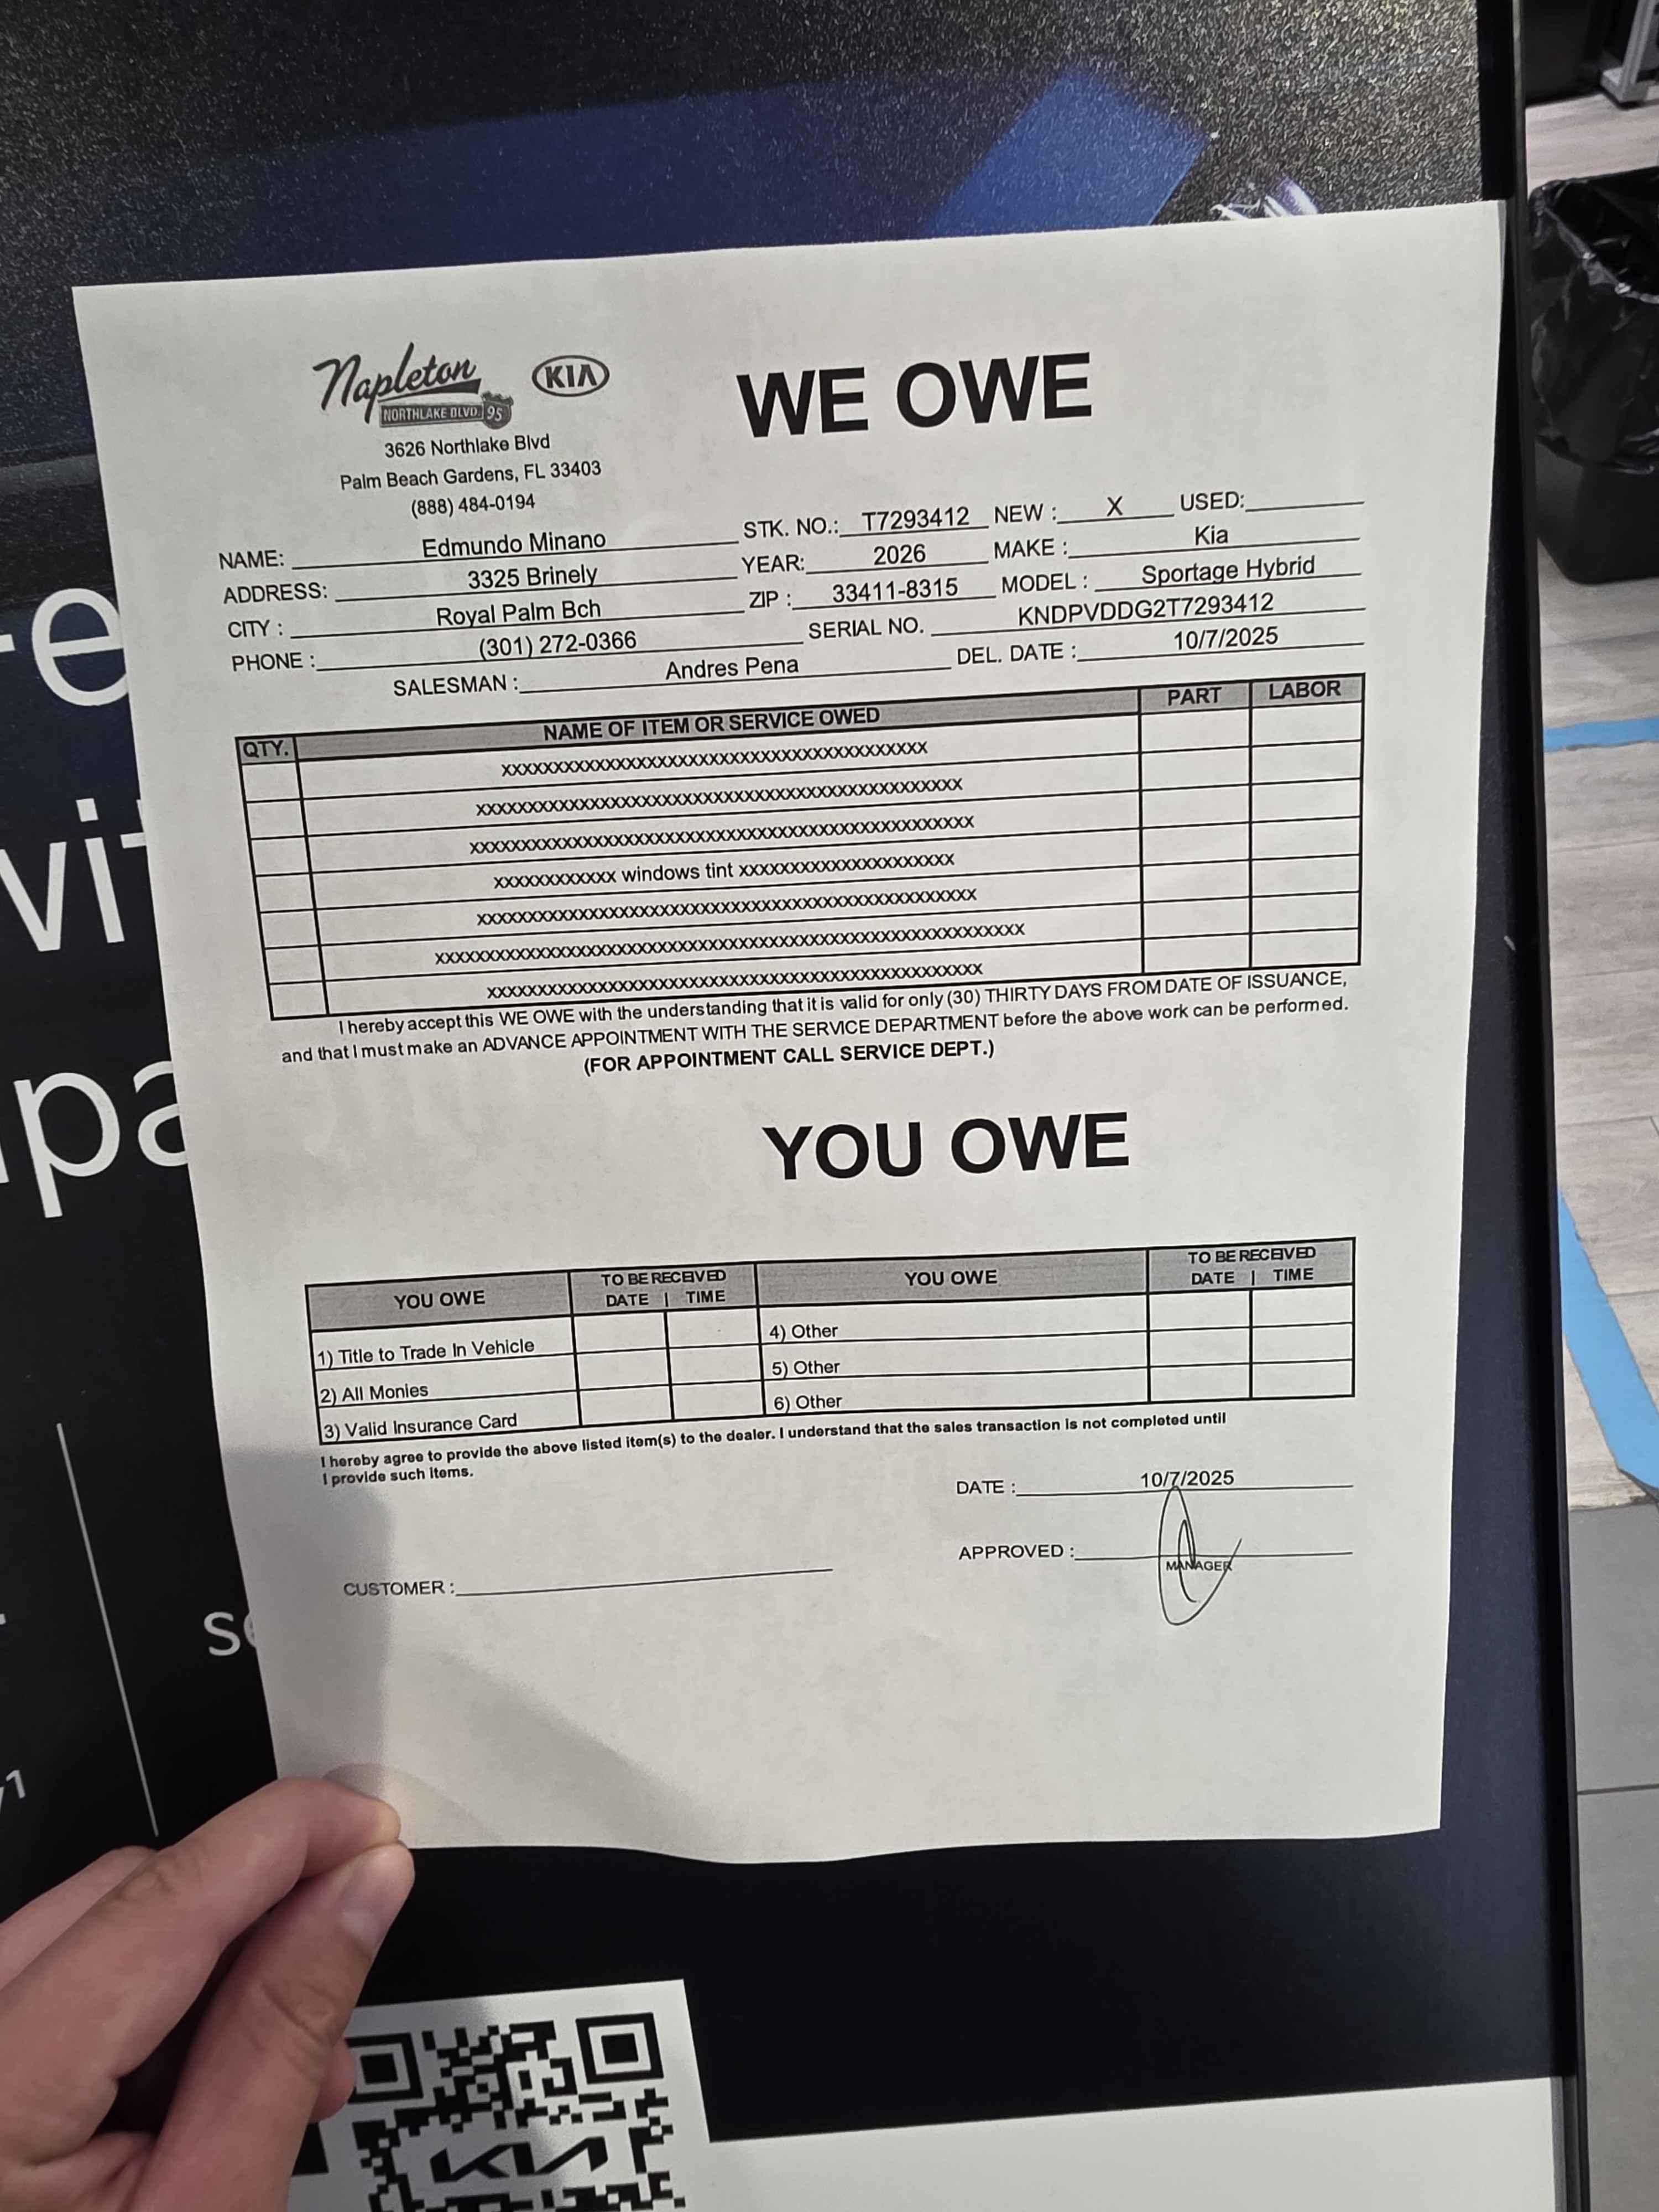 Napleton
NORTHLAKE BLVD. 95
KIA
WE OWE
3626 Northlake Blvd
Palm Beach Gardens, FL 33403
(888) 484-0194
NAME: Edmundo Minano STK. NO.: T7293412 NEW : X USED:
ADDRESS: 3325 Brinely YEAR: 2026 MAKE : Kia
CITY : Royal Palm Bch ZIP : 33411-8315 MODEL : Sportage Hybrid
PHONE : (301) 272-0366 SERIAL NO. KNDPVDDG2T7293412
SALESMAN : Andres Pena DEL. DATE : 10/7/2025
QTY. NAME OF ITEM OR SERVICE OWED PART LABOR
xxxxxxxxxxxxxxxxxxxxxxxxxxxxxxxxxxxxxxxx
xxxxxxxxxxxxxxxxxxxxxxxxxxxxxxxxxxxxxxxxxxxxxx
xxxxxxxxxxxxxxxxxxxxxxxxxxxxxxxxxxxxxxxxxxxxxxx
xxxxxxxxxxxx windows tint xxxxxxxxxxxxxxxxxxxxx
xxxxxxxxxxxxxxxxxxxxxxxxxxxxxxxxxxxxxxxxxxxxxxx
xxxxxxxxxxxxxxxxxxxxxxxxxxxxxxxxxxxxxxxxxxxxxxxxxxxxxxxx
xxxxxxxxxxxxxxxxxxxxxxxxxxxxxxxxxxxxxxxxxxxxxxx
I hereby accept this WE OWE with the understanding that it is valid for only (30) THIRTY DAYS FROM DATE OF ISSUANCE,
and that I must make an ADVANCE APPOINTMENT WITH THE SERVICE DEPARTMENT before the above work can be performed.
(FOR APPOINTMENT CALL SERVICE DEPT.)
YOU OWE
YOU OWE TO BE RECEIVED DATE | TIME YOU OWE TO BE RECEIVED DATE | TIME
1) Title to Trade In Vehicle 4) Other
2) All Monies 5) Other
3) Valid Insurance Card 6) Other
I hereby agree to provide the above listed item(s) to the dealer. I understand that the sales transaction is not completed until
I provide such items.
DATE : 10/7/2025
APPROVED :
MANAGER
CUSTOMER :
KIA